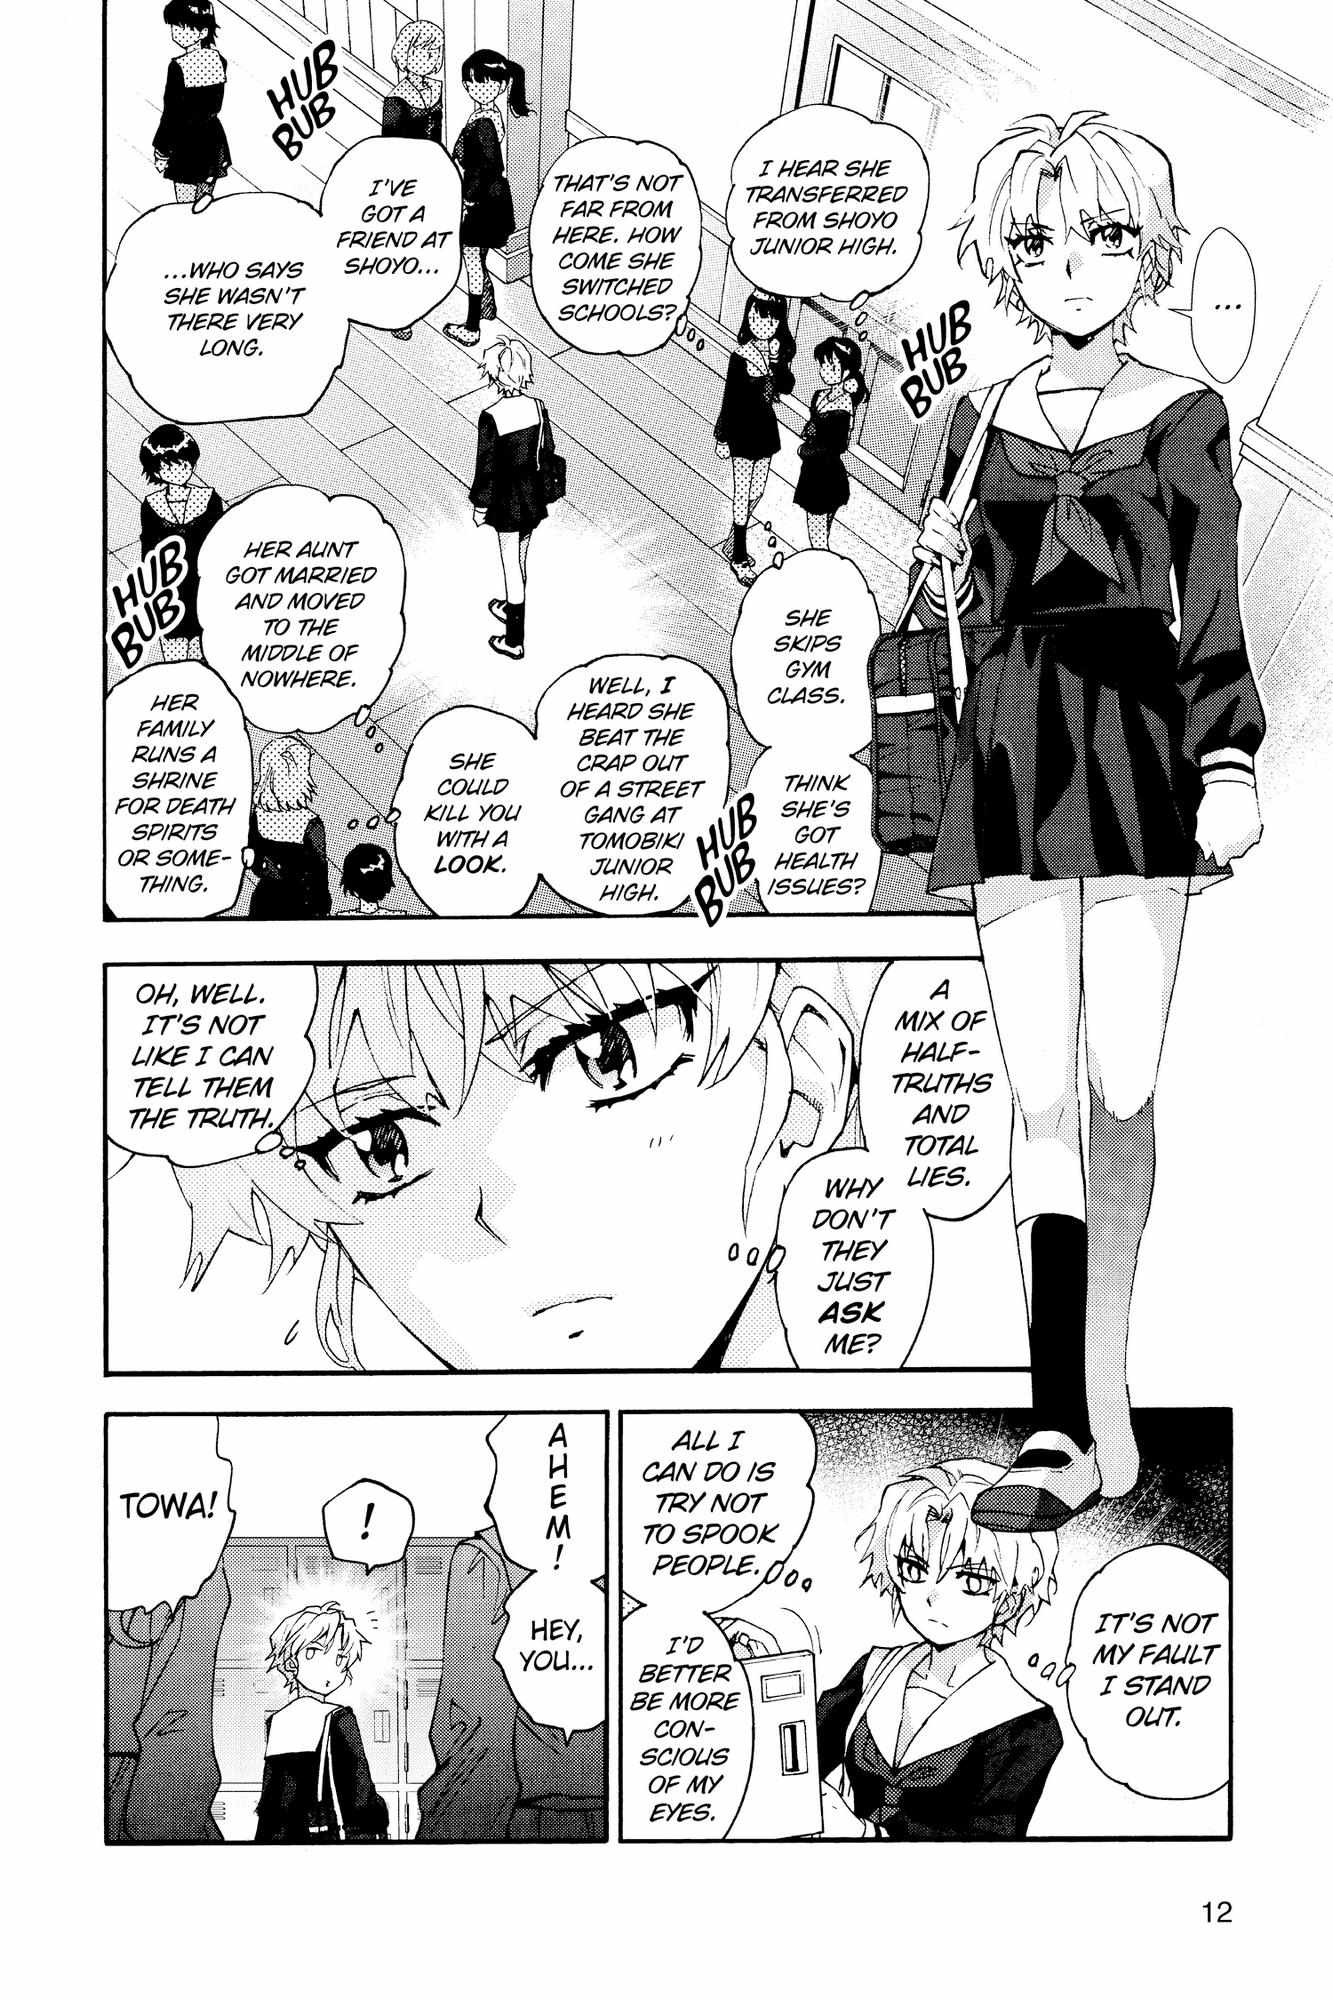 I HEAR SHE
TRANSFERRED
FROM SHOYO
JUNIOR HIGH.
...
THAT'S NOT
FAR FROM
HERE. HOW
COME SHE
SWITCHED
SCHOOLS?
I'VE
GOT A
FRIEND AT
SHOYO...
HUB
BUB
...WHO SAYS
SHE WASN'T
THERE VERY
LONG.
HUB
BUB
SHE
SKIPS
GYM
CLASS.
THINK
SHE'S
GOT
HEALTH
ISSUES?
WELL, I
HEARD SHE
BEAT THE
CRAP OUT
OF A STREET
GANG AT
TOMOBIKI
JUNIOR
HIGH.
HUB
BUB
SHE
COULD
KILL YOU
WITH A
LOOK.
HER AUNT
GOT MARRIED
AND MOVED
TO THE
MIDDLE OF
NOWHERE.
HUB
BUB
HER
FAMILY
RUNS A
SHRINE
FOR DEATH
SPIRITS
OR SOME-
THING.
A
MIX OF
HALF-
TRUTHS
AND
TOTAL
LIES.
WHY
DON'T
THEY
JUST
ASK
ME?
OH, WELL.
IT'S NOT
LIKE I CAN
TELL THEM
THE TRUTH.
IT'S NOT
MY FAULT
I STAND
OUT.
ALL I
CAN DO IS
TRY NOT
TO SPOOK
PEOPLE.
I'D
BETTER
BE MORE
CON-
SCIOUS
OF MY
EYES.
AHEM!
HEY,
YOU...
!
TOWA!
12